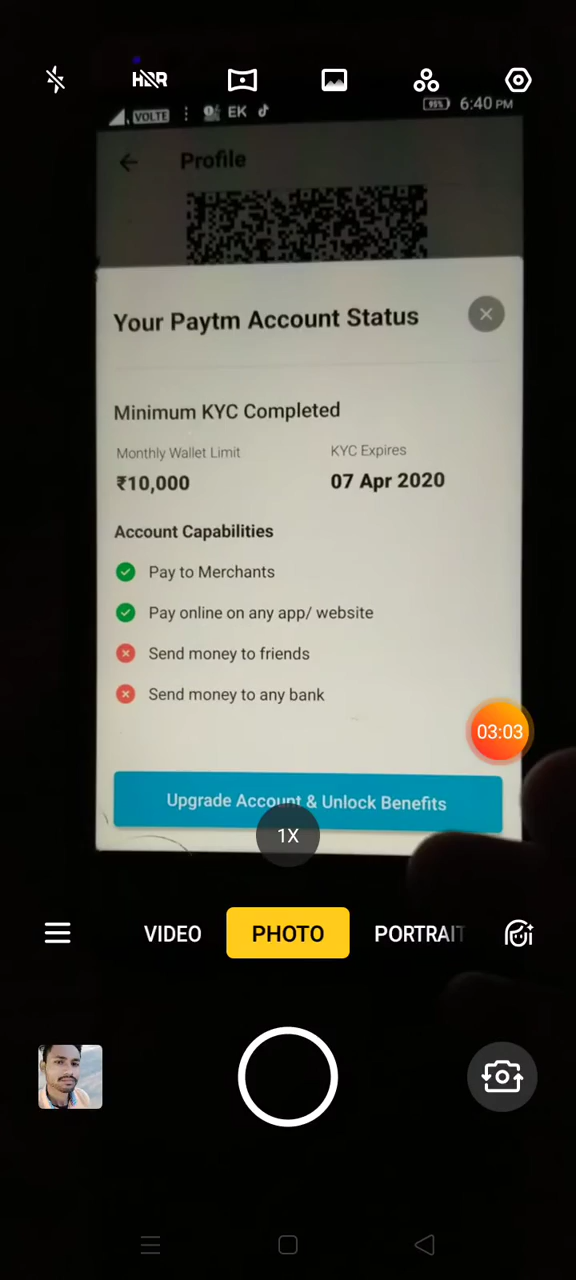 HDR
VOLTE EK 95% 6:40 PM
Profile
Your Paytm Account Status
Minimum KYC Completed
Monthly Wallet Limit KYC Expires
₹10,000 07 Apr 2020
Account Capabilities
Pay to Merchants
Pay online on any app/ website
Send money to friends
Send money to any bank
03:03
Upgrade Account & Unlock Benefits
1X
VIDEO PHOTO PORTRAIT